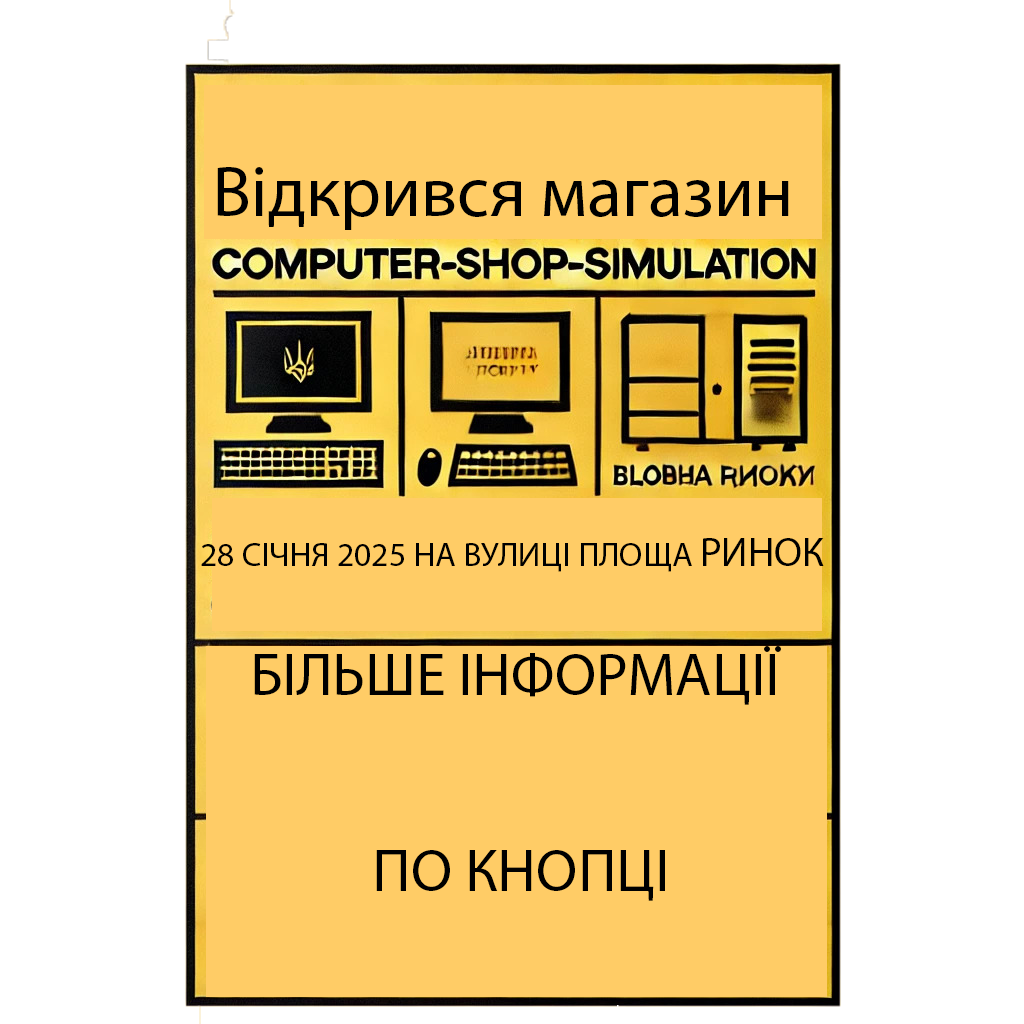 Відкрився магазин
COMPUTER-SHOP-SIMULATION
28 СІЧНЯ 2025 НА ВУЛИЦІ ПЛОЩА РИНОК
БІЛЬШЕ ІНФОРМАЦІЇ
ПО КНОПЦІ